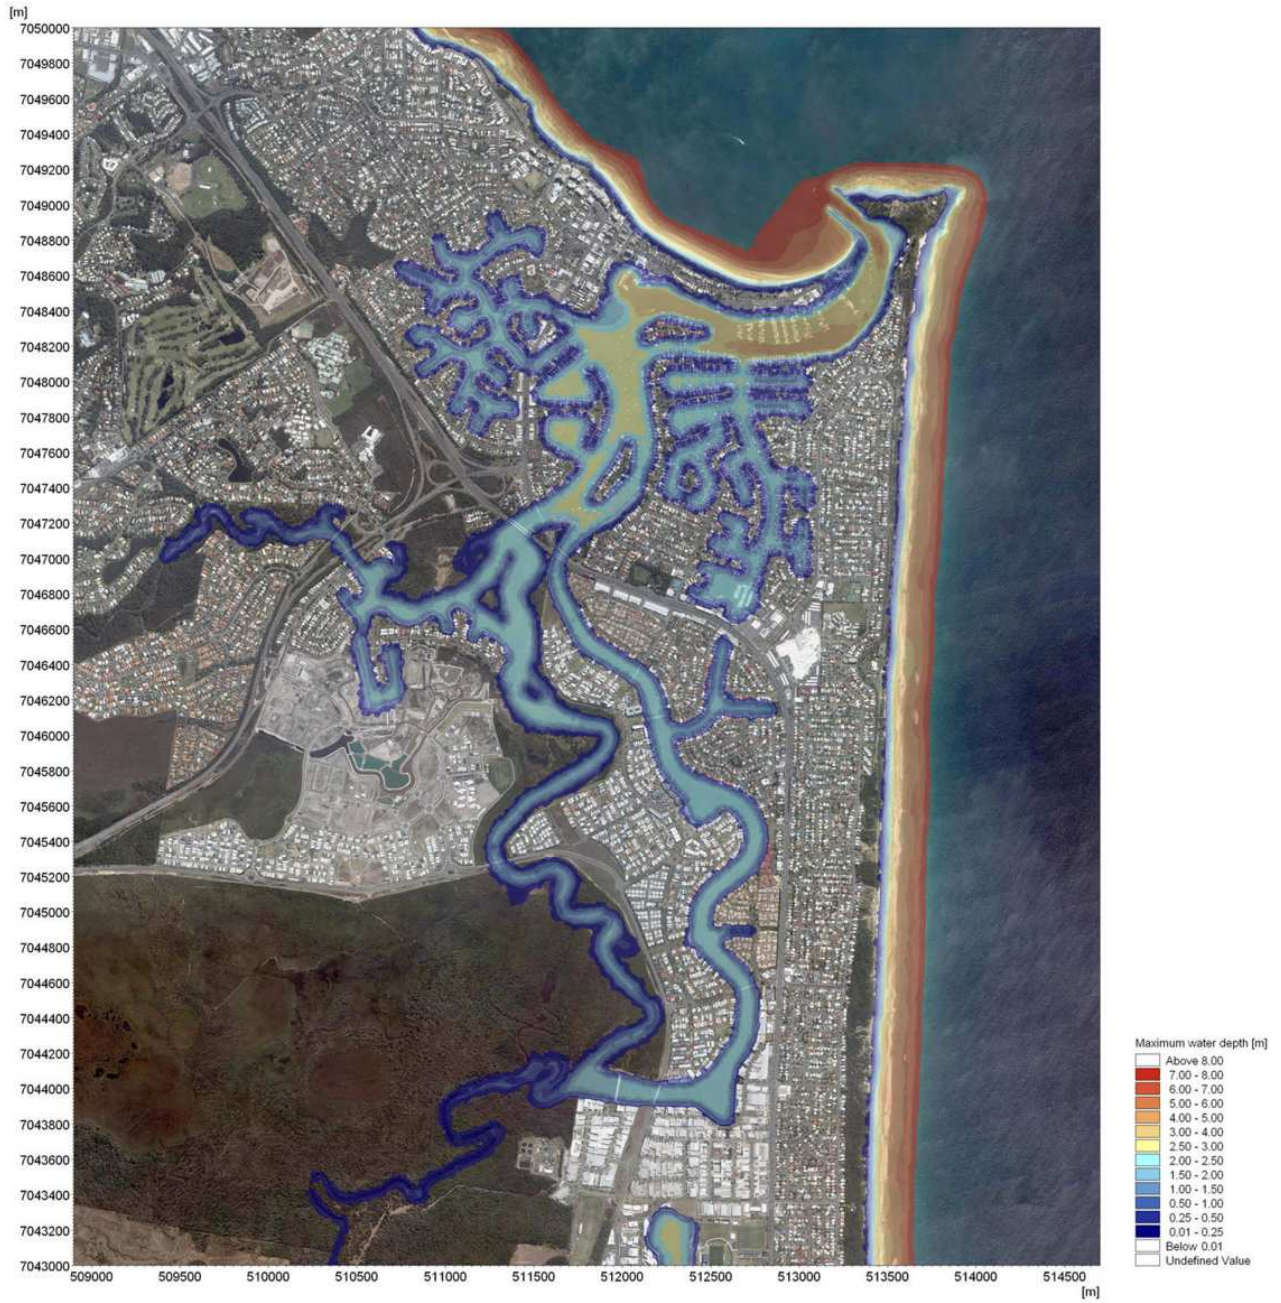 [m]
7050000
7049800
7049600
7049400
7049200
7049000
7048800
7048600
7048400
7048200
7048000
7047800
7047600
7047400
7047200
7047000
7046800
7046600
7046400
7046200
7046000
7045800
7045600
7045400
7045200
7045000
7044800
7044600
7044400
7044200
7044000
7043800
7043600
7043400
7043200
7043000
509000 509500 510000 510500 511000 511500 512000 512500 513000 513500 514000 514500
[m]
Maximum water depth [m]
Above 8.00
7.00 - 8.00
6.00 - 7.00
5.00 - 6.00
4.00 - 5.00
3.00 - 4.00
2.50 - 3.00
2.00 - 2.50
1.50 - 2.00
1.00 - 1.50
0.50 - 1.00
0.25 - 0.50
0.01 - 0.25
Below 0.01
Undefined Value